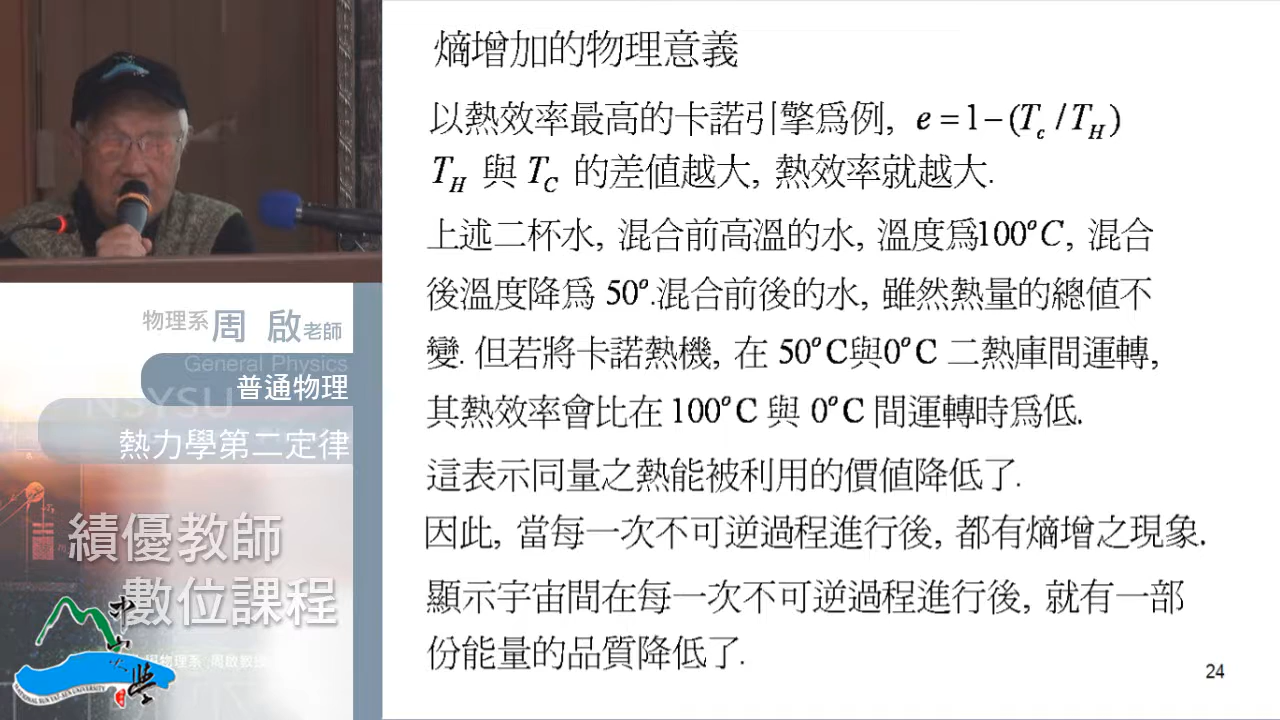 熵增加的物理意義
以熱效率最高的卡諾引擎為例, e = 1 − (Tc / TH)
TH 與 TC 的差值越大, 熱效率就越大.
上述二杯水, 混合前高溫的水, 溫度為100°C, 混合
後溫度降為 50°.混合前後的水, 雖然熱量的總值不
變. 但若將卡諾熱機, 在 50°C與0°C 二熱庫間運轉,
其熱效率會比在 100°C 與 0°C 間運轉時為低.
這表示同量之熱能被利用的價值降低了.
因此, 當每一次不可逆過程進行後, 都有熵增之現象.
顯示宇宙間在每一次不可逆過程進行後, 就有一部
份能量的品質降低了.
24
物理系周 啟老師
General Physics
普通物理
NSYSU
熱力學第二定律
績優教師
數位課程
NATIONAL SUN YAT-SEN UNIVERSITY